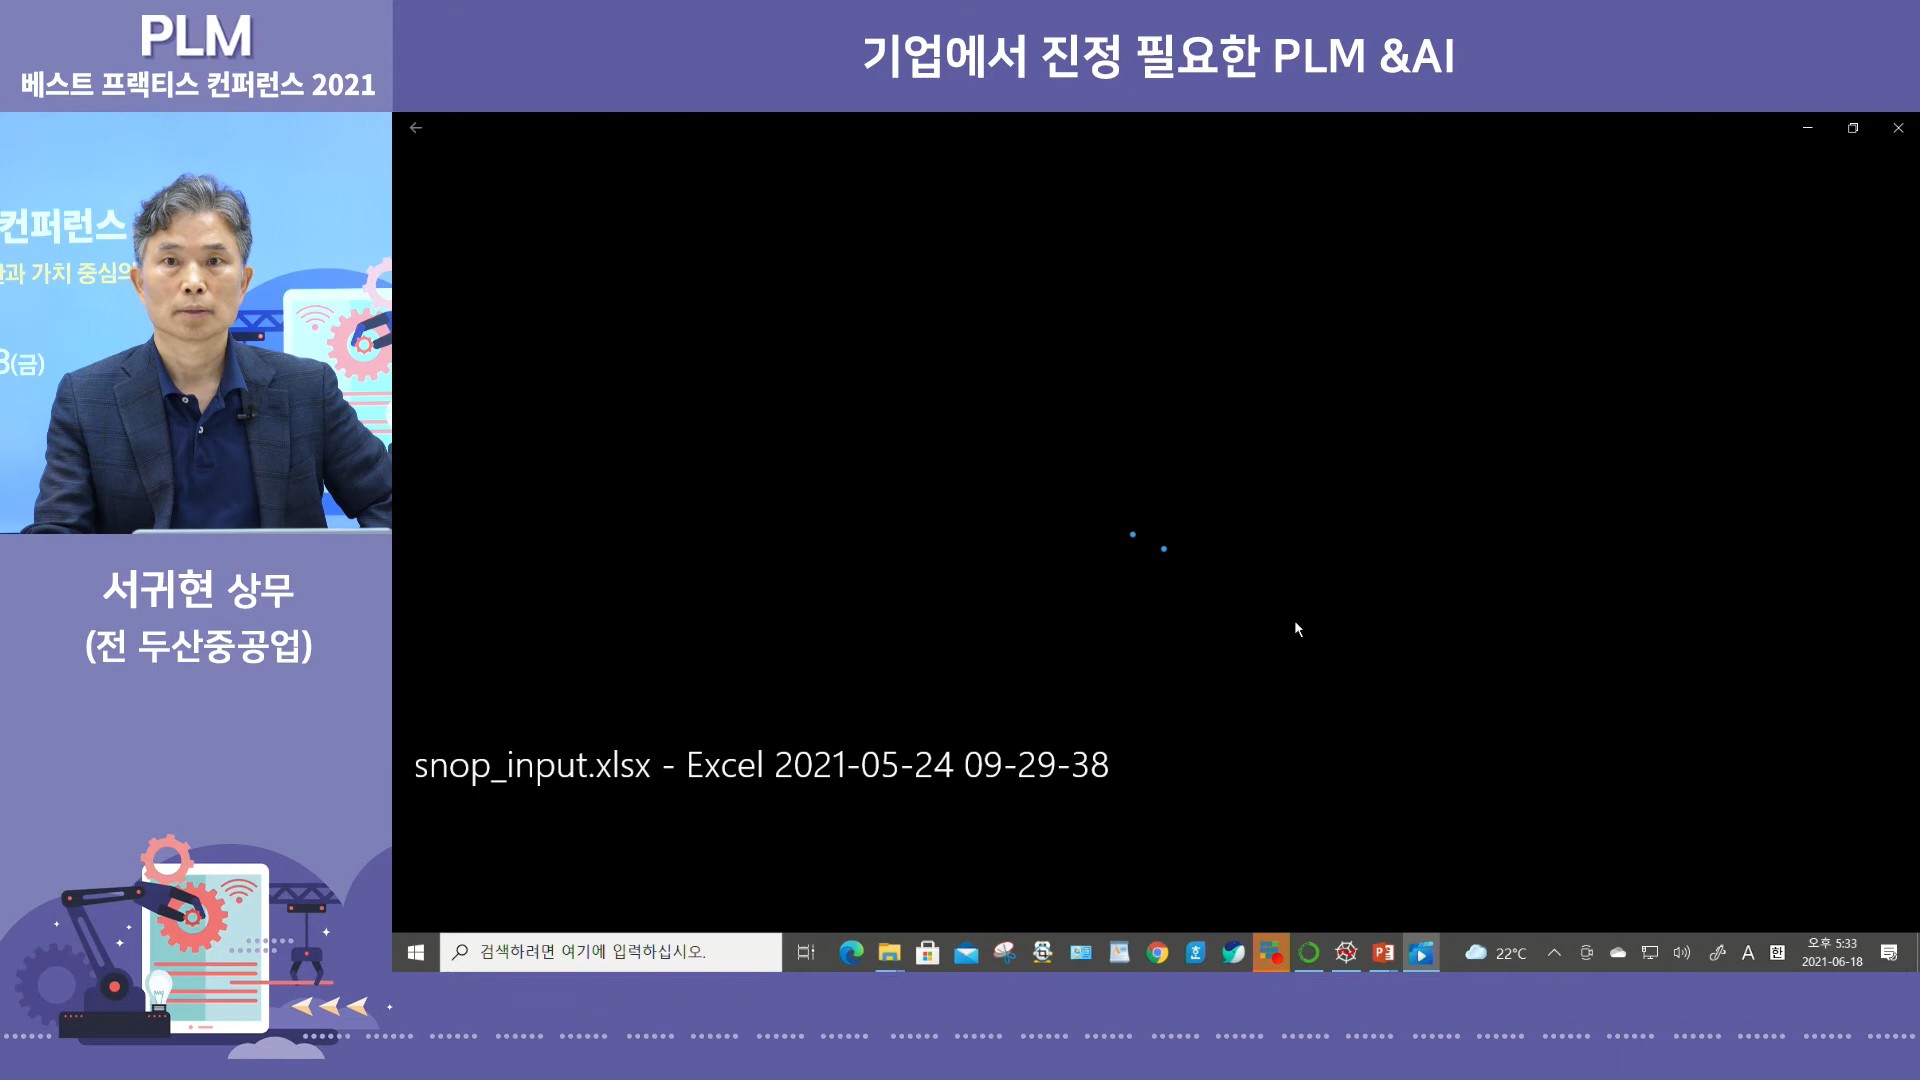 PLM
베스트 프랙티스 컨퍼런스 2021
기업에서 진정 필요한 PLM &AI
컨퍼런스
가치 중심의
(금)
서귀현 상무
(전 두산중공업)
snop_input.xlsx - Excel 2021-05-24 09-29-38
검색하려면 여기에 입력하십시오.
22°C
A
한
오후 5:33
2021-06-18